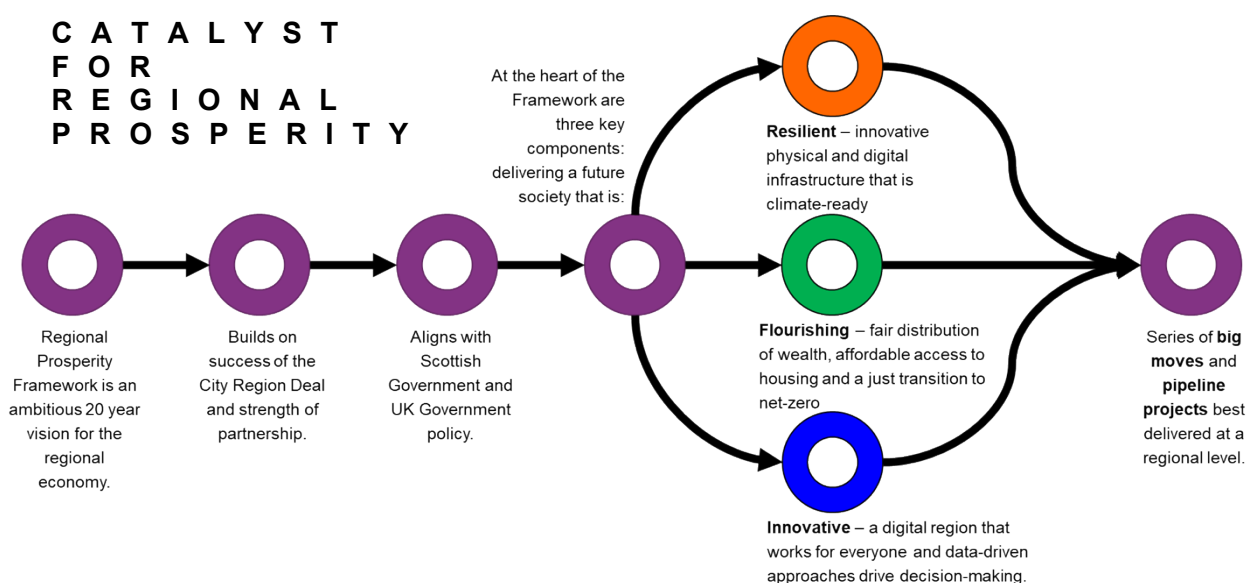 CATALYST
FOR
REGIONAL
PROSPERITY
Regional
Prosperity
Framework is an
ambitious 20 year
vision for the
regional
economy.
Builds on
success of the
City Region Deal
and strength of
partnership.
Aligns with
Scottish
Government and
UK Government
policy.
At the heart of the
Framework are
three key
components:
delivering a future
society that is:
Resilient – innovative
physical and digital
infrastructure that is
climate-ready
Flourishing – fair distribution
of wealth, affordable access to
housing and a just transition to
net-zero
Innovative – a digital region that
works for everyone and data-driven
approaches drive decision-making.
Series of big
moves and
pipeline
projects best
delivered at a
regional level.